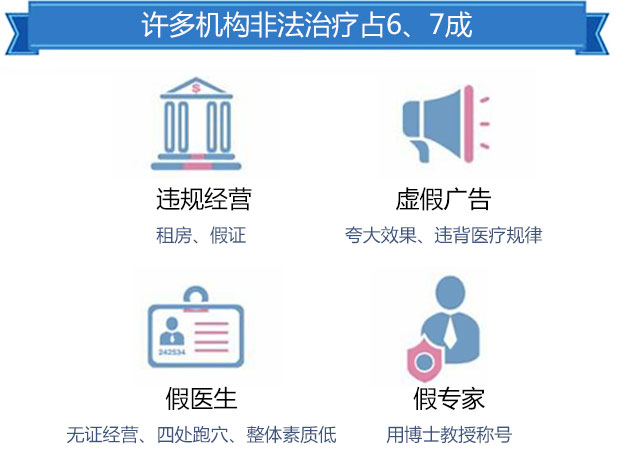 许多机构非法治疗占6、7成
$
违规经营
虚假广告
租房、假证
夸大效果、违背医疗规律
242534
假医生
假专家
无证经营、四处跑穴、整体素质低
用博士教授称号